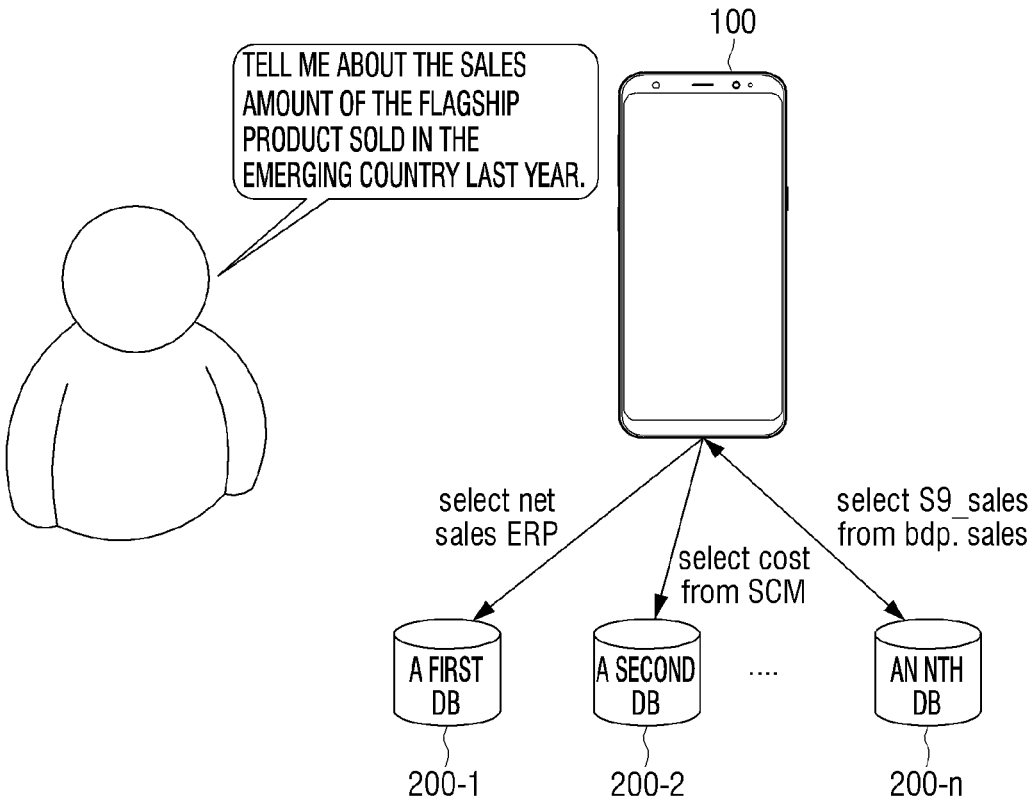 100
TELL ME ABOUT THE SALES
AMOUNT OF THE FLAGSHIP
PRODUCT SOLD IN THE
EMERGING COUNTRY LAST YEAR.
select net
sales ERP
select cost
from SCM
select S9_sales
from bdp. sales
A FIRST
DB
A SECOND
DB
....
AN NTH
DB
200-1
200-2
200-n